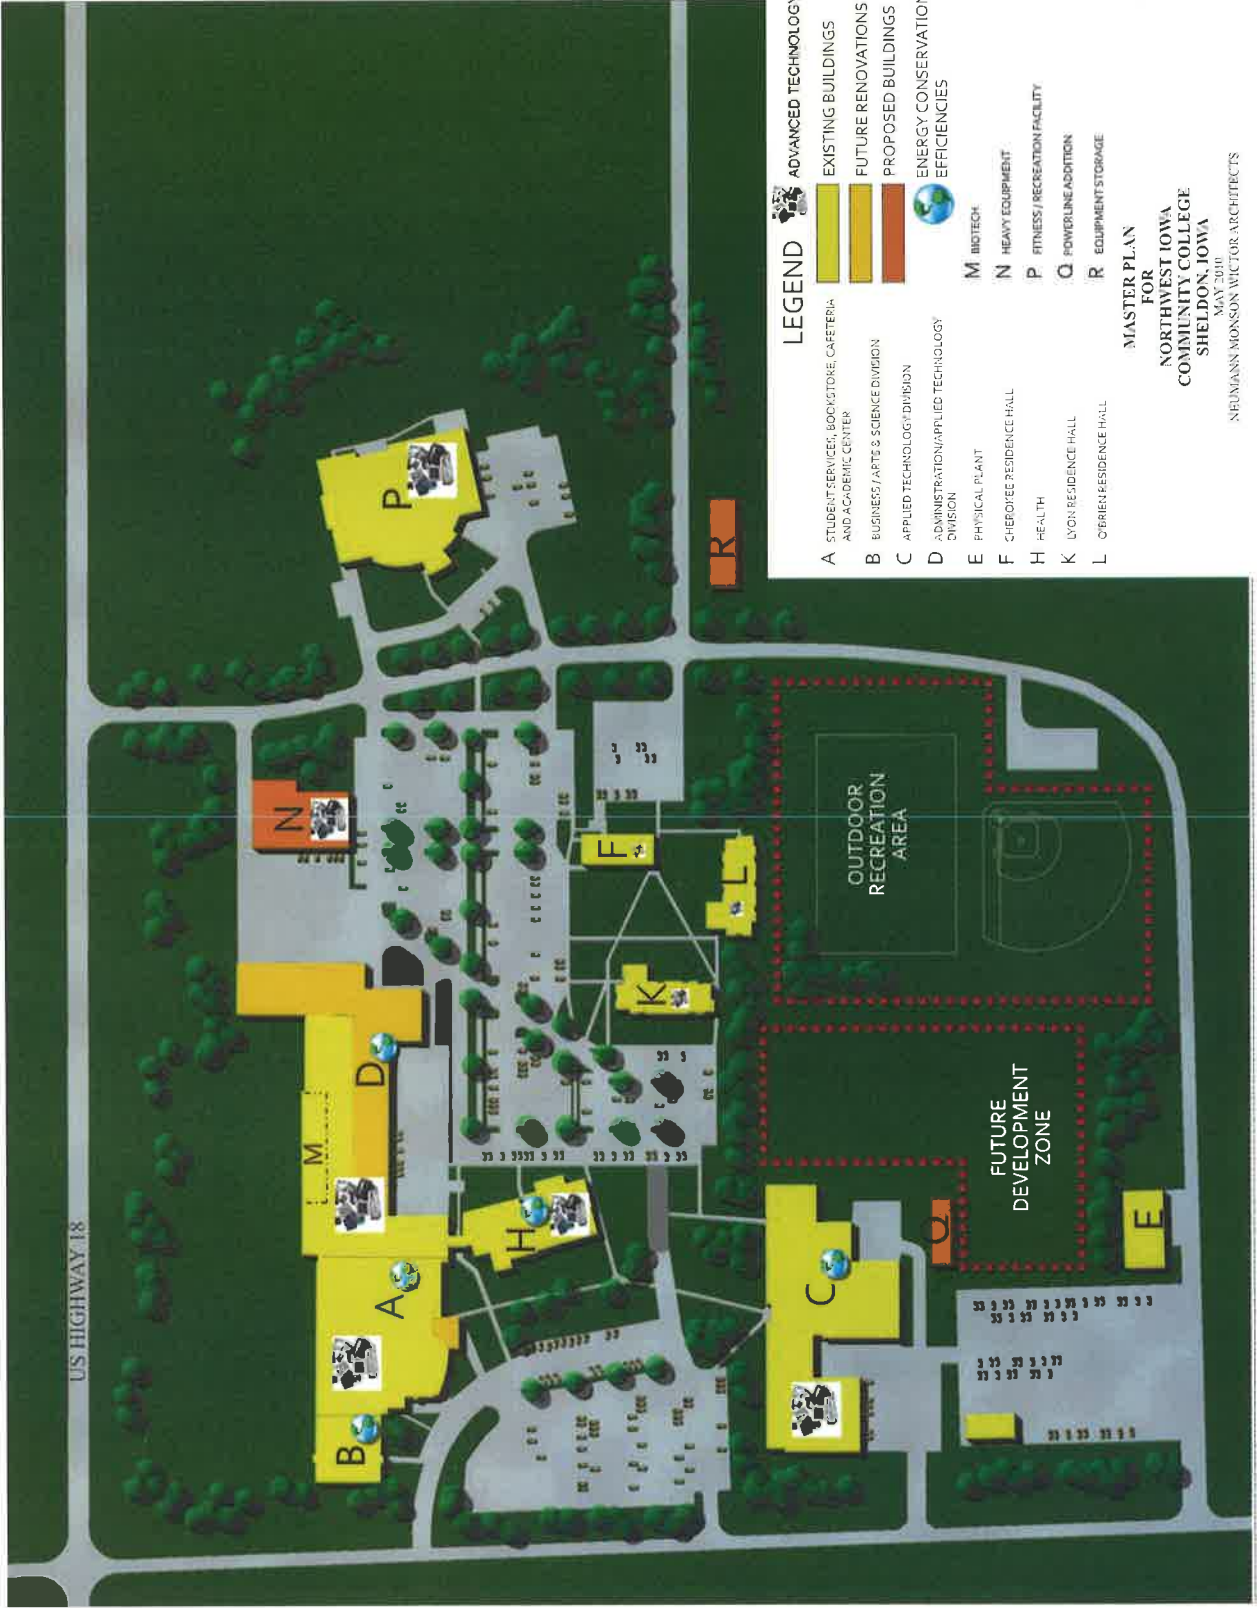 US HIGHWAY 18
B
A
M
D
N
P
H
K
F
L
C
Q
E
R
OUTDOOR
RECREATION
AREA
FUTURE
DEVELOPMENT
ZONE
LEGEND
ADVANCED TECHNOLOGY
EXISTING BUILDINGS
FUTURE RENOVATIONS
PROPOSED BUILDINGS
ENERGY CONSERVATION
EFFICIENCIES
A STUDENT SERVICES, BOOKSTORE, CAFETERIA
AND ACADEMIC CENTER
B BUSINESS / ARTS & SCIENCE DIVISION
C APPLIED TECHNOLOGY DIVISION
D ADMINISTRATION/APPLIED TECHNOLOGY
DIVISION
E PHYSICAL PLANT
F CHEROKEE RESIDENCE HALL
H HEALTH
K LYON RESIDENCE HALL
L O'BRIEN RESIDENCE HALL
M BIOTECH
N HEAVY EQUIPMENT
P FITNESS / RECREATION FACILITY
Q POWERLINE ADDITION
R EQUIPMENT STORAGE
MASTER PLAN
FOR
NORTHWEST IOWA
COMMUNITY COLLEGE
SHELDON, IOWA
MAY 2010
NEUMANN MONSON WICTOR ARCHITECTS